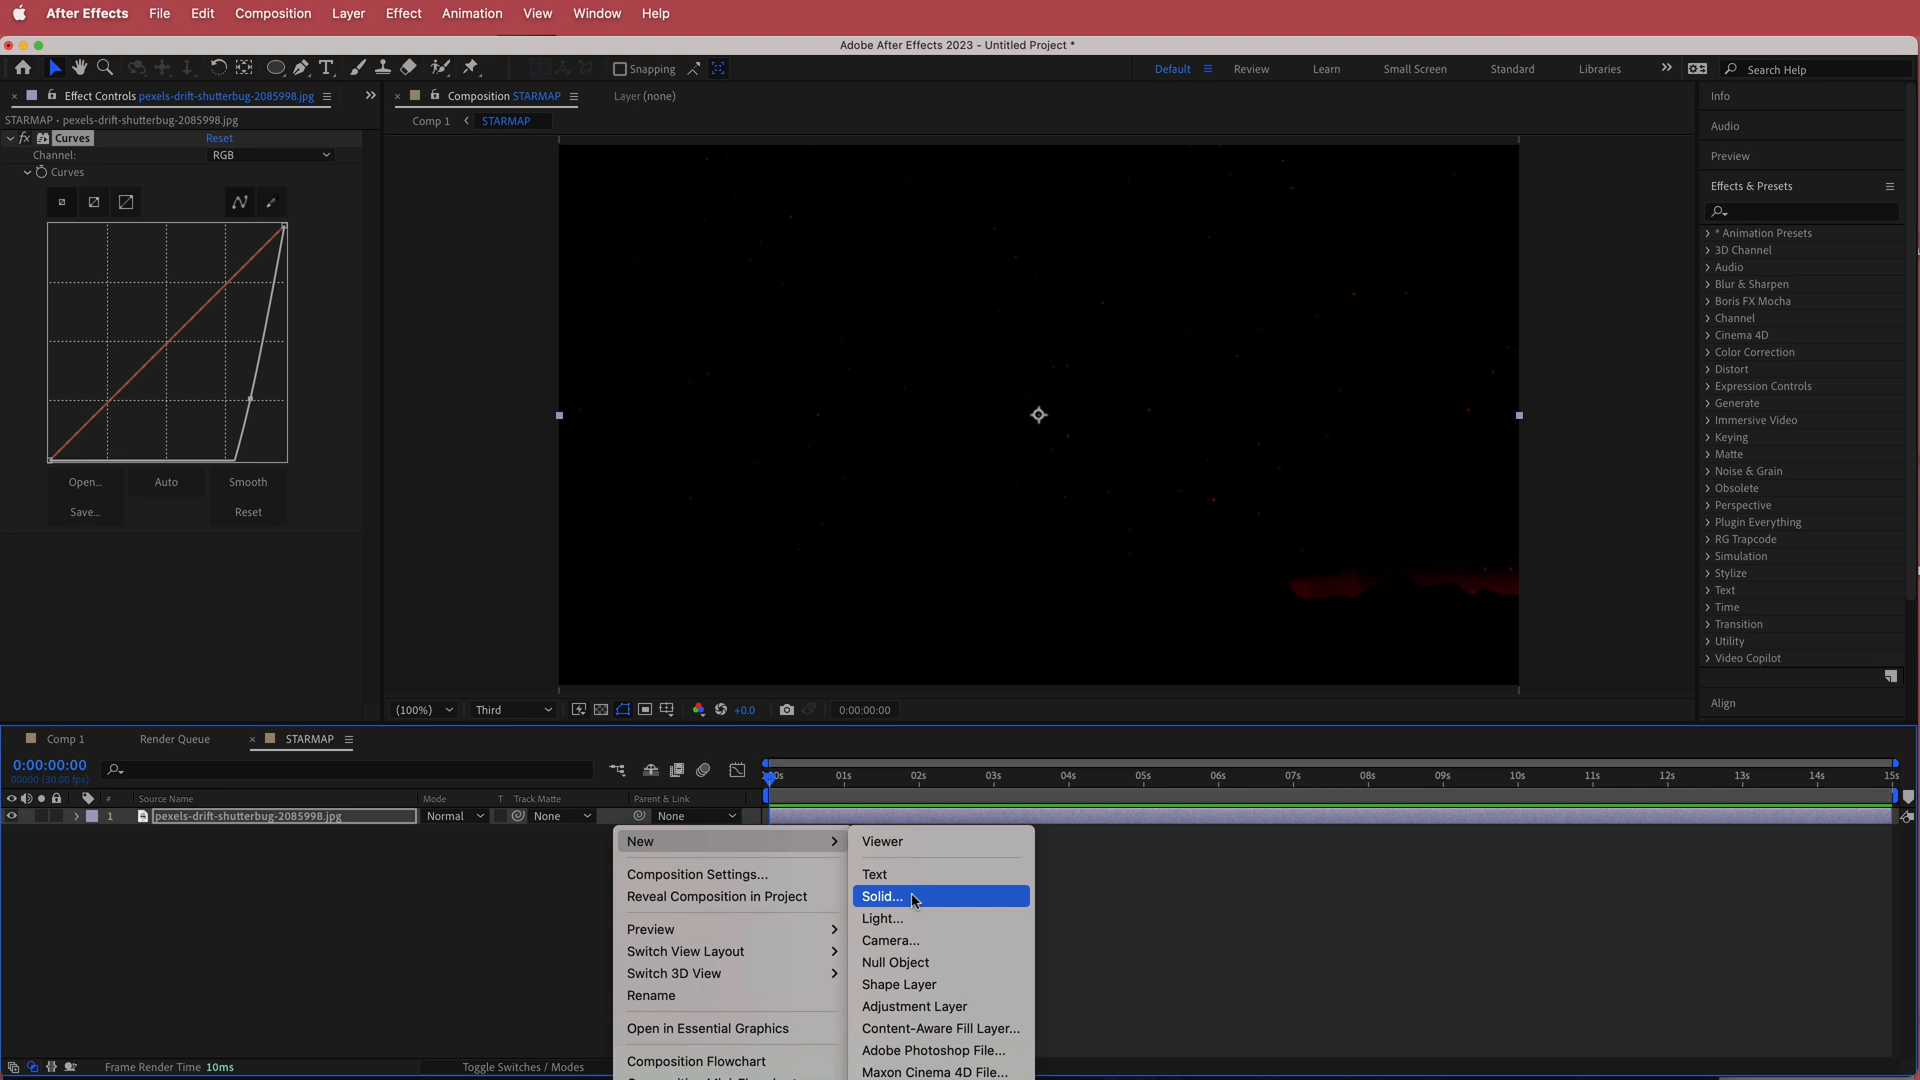 After Effects File Edit Composition Layer Effect Animation View Window Help
Adobe After Effects 2023 - Untitled Project *
Snapping Default Review Learn Small Screen Standard Libraries Search Help
Effect Controls pexels-drift-shutterbug-2085998.jpg
STARMAP • pexels-drift-shutterbug-2085998.jpg
fx Curves Reset
Channel: RGB
Curves
Open... Auto Smooth
Save... Reset
Composition STARMAP Layer (none)
Comp 1 STARMAP
(100%) Third +0.0 0:00:00:00
Info
Audio
Preview
Effects & Presets
* Animation Presets
3D Channel
Audio
Blur & Sharpen
Boris FX Mocha
Channel
Cinema 4D
Color Correction
Distort
Expression Controls
Generate
Immersive Video
Keying
Matte
Noise & Grain
Obsolete
Perspective
Plugin Everything
RG Trapcode
Simulation
Stylize
Text
Time
Transition
Utility
Video Copilot
Align
Comp 1 Render Queue STARMAP
0:00:00:00
00000 (30.00 fps)
01s 02s 03s 04s 05s 06s 07s 08s 09s 10s 11s 12s 13s 14s 15s
# Source Name Mode T Track Matte Parent & Link
1 pexels-drift-shutterbug-2085998.jpg Normal None None
New
Composition Settings...
Reveal Composition in Project
Preview
Switch View Layout
Switch 3D View
Rename
Open in Essential Graphics
Composition Flowchart
Viewer
Text
Solid...
Light...
Camera...
Null Object
Shape Layer
Adjustment Layer
Content-Aware Fill Layer...
Adobe Photoshop File...
Maxon Cinema 4D File...
Frame Render Time 10ms Toggle Switches / Modes